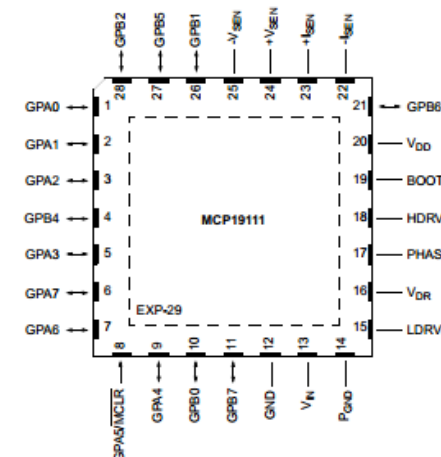 GPB2
GPB5
GPB1
-VSEN
+VSEN
+ISEN
-ISEN
28
27
26
25
24
23
22
GPA0 1
21 GPB6
GPA1 2
20 VDD
GPA2 3
19 BOOT
GPB4 4
MCP19111
18 HDRV
GPA3 5
17 PHAS
GPA7 6
16 VDR
EXP-29
GPA6 7
15 LDRV
8
9
10
11
12
13
14
GPA5/MCLR
GPA4
GPB0
GPB7
GND
VIN
PGND